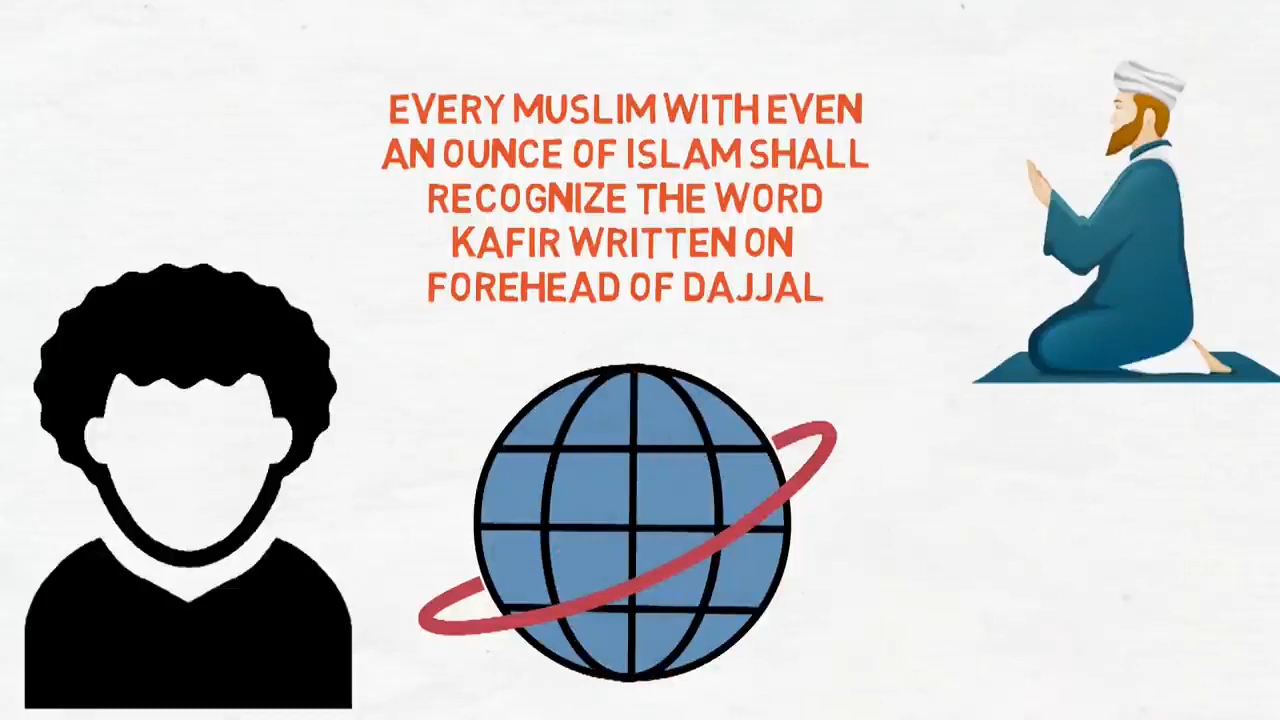 EVERY MUSLIM WITH EVEN
AN OUNCE OF ISLAM SHALL
RECOGNIZE THE WORD
KAFIR WRITTEN ON
FOREHEAD OF DAJJAL